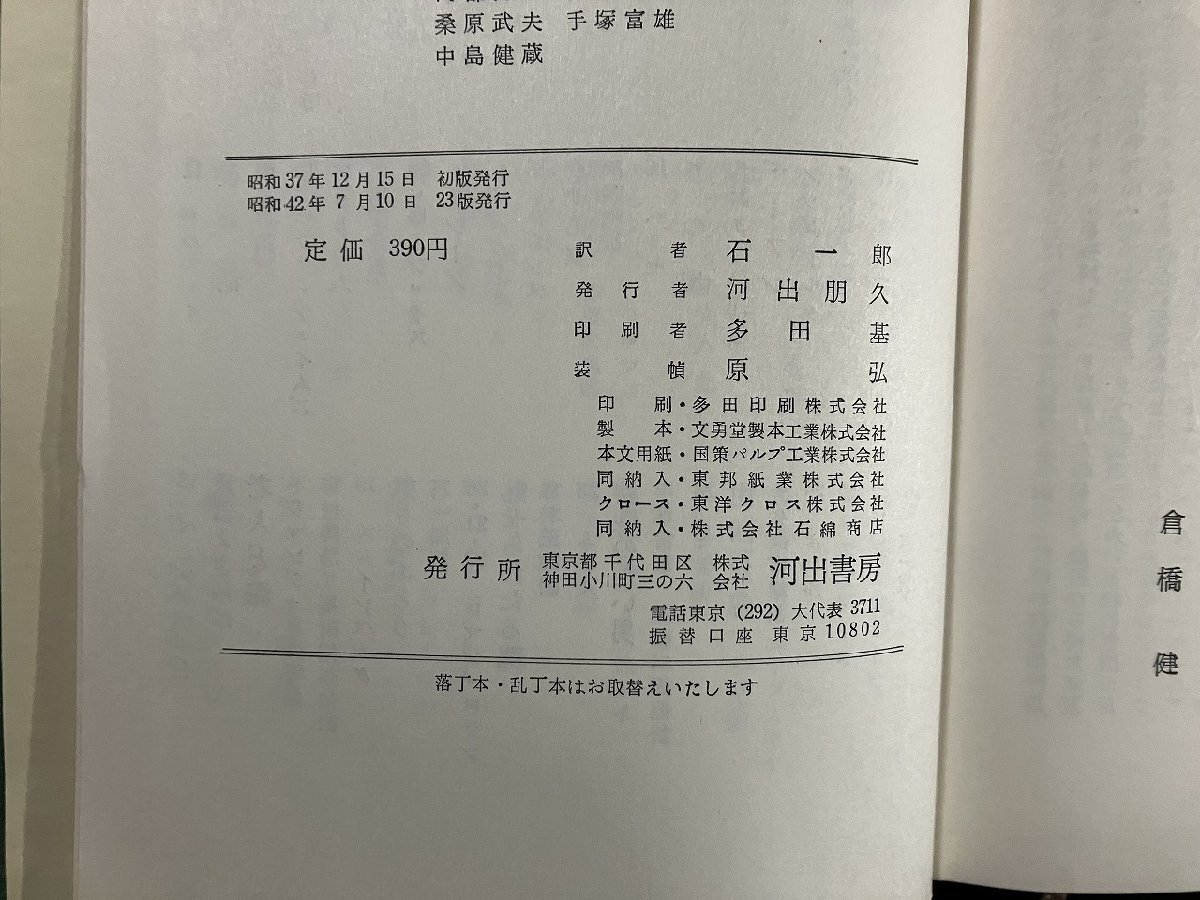 桑原武夫 手塚富雄
中島健蔵
昭和37年12月15日 初版発行
昭和42年7月10日 23版発行
定価 390円
訳者 石一郎
発行者 河出朋久
印刷者 多田基
装幀 原弘
印刷・多田印刷株式会社
製本・文勇堂製本工業株式会社
本文用紙・国策パルプ工業株式会社
同納入・東邦紙業株式会社
クロース・東洋クロス株式会社
同納入・株式会社石綿商店
発行所 東京都千代田区神田小川町三の六 株式会社 河出書房
電話東京(292)大代表3711
振替口座 東京10802
落丁本・乱丁本はお取替えいたします
倉橋健